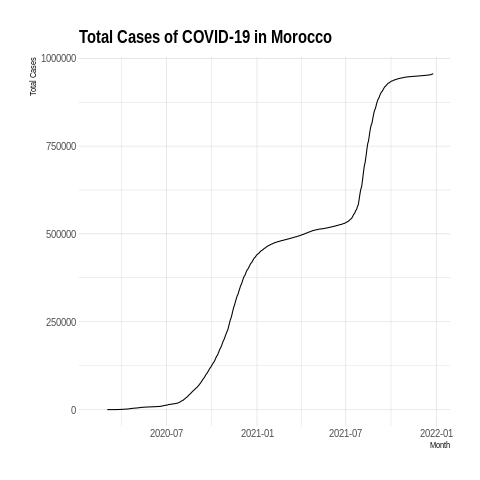 Total Cases of COVID-19 in Morocco
Total Cases
1000000
750000
500000
250000
0
2020-07 2021-01 2021-07 2022-01
Month